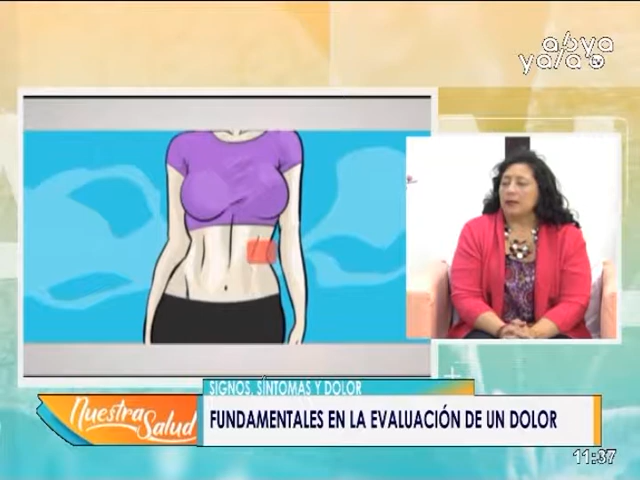 abya
yala tv
SIGNOS, SÍNTOMAS Y DOLOR
Nuestra Salud
FUNDAMENTALES EN LA EVALUACIÓN DE UN DOLOR
11:37